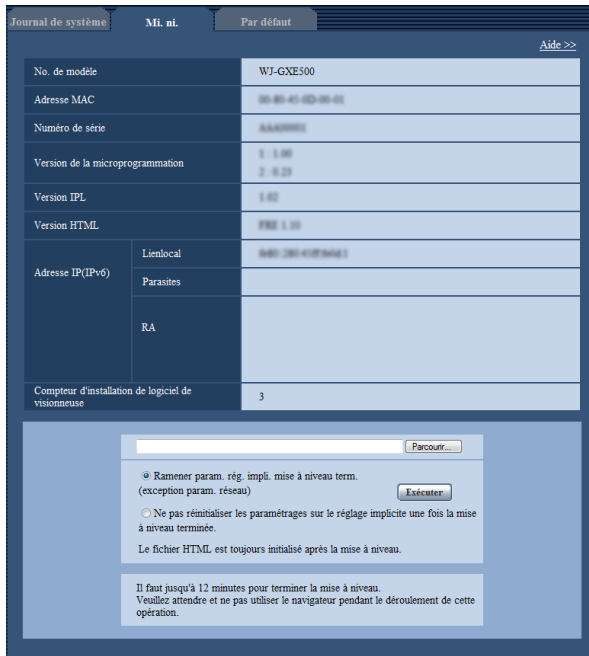 Journal de système
Mi. ni.
Par défaut
Aide >>
No. de modèle
WJ-GXE500
Adresse MAC
Numéro de série
Version de la microprogrammation
Version IPL
Version HTML
Adresse IP(IPv6)
Lienlocal
Parasites
RA
Compteur d'installation de logiciel de
visionneuse
3
Parcourir...
Ramener param. rég. impli. mise à niveau term.
(exception param. réseau)
Exécuter
Ne pas réinitialiser les paramétrages sur le réglage implicite une fois la mise
à niveau terminée.
Le fichier HTML est toujours initialisé après la mise à niveau.
Il faut jusqu'à 12 minutes pour terminer la mise à niveau.
Veuillez attendre et ne pas utiliser le navigateur pendant le déroulement de cette
opération.